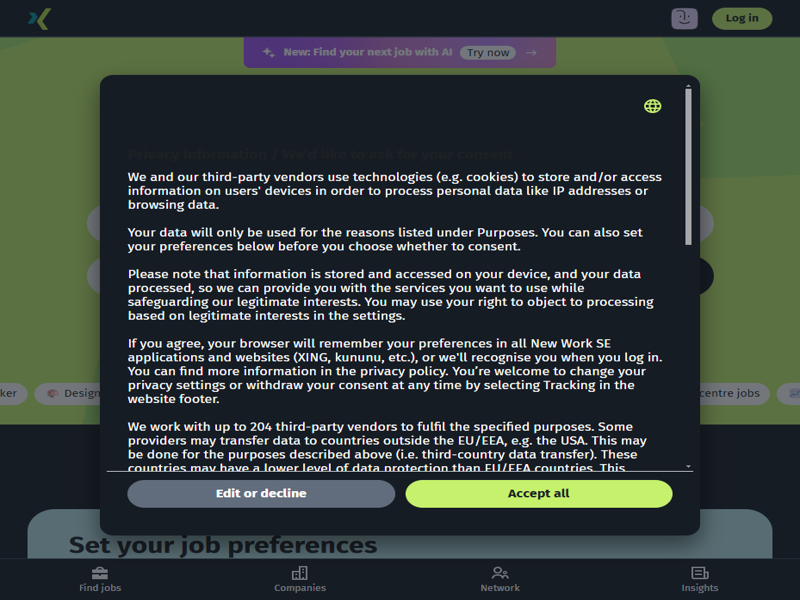 Log in
New: Find your next job with AI Try now
Privacy Information / We'd like to ask for your consent
We and our third-party vendors use technologies (e.g. cookies) to store and/or access
information on users' devices in order to process personal data like IP addresses or
browsing data.
Your data will only be used for the reasons listed under Purposes. You can also set
your preferences below before you choose whether to consent.
Please note that information is stored and accessed on your device, and your data
processed, so we can provide you with the services you want to use while
safeguarding our legitimate interests. You may use your right to object to processing
based on legitimate interests in the settings.
If you agree, your browser will remember your preferences in all New Work SE
applications and websites (XING, kununu, etc.), or we'll recognise you when you log in.
You can find more information in the privacy policy. You're welcome to change your
privacy settings or withdraw your consent at any time by selecting Tracking in the
website footer.
ker Design centre jobs
We work with up to 204 third-party vendors to fulfil the specified purposes. Some
providers may transfer data to countries outside the EU/EEA, e.g. the USA. This may
be done for the purposes described above (i.e. third-country data transfer). These
countries may have a lower level of data protection than EU/EEA countries. This
Edit or decline Accept all
Set your job preferences
Find jobs Companies Network Insights